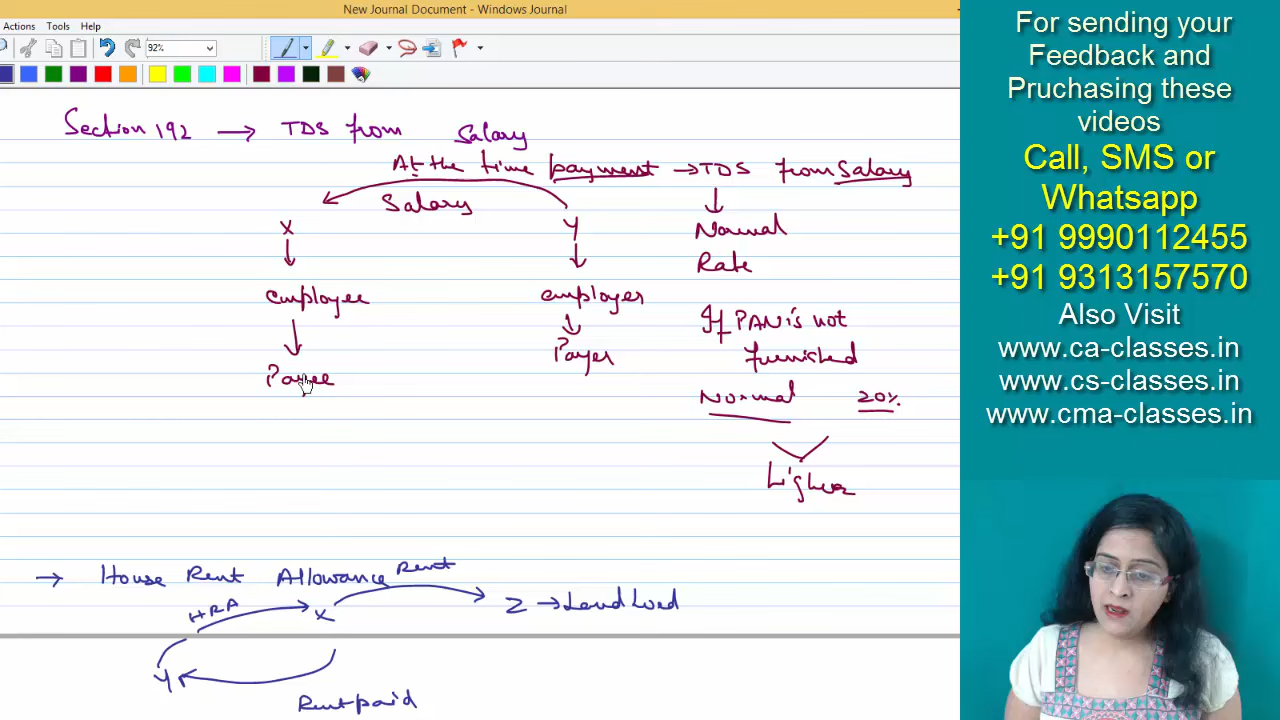 New Journal Document - Windows Journal
Actions Tools Help
92%
Section 192 → TDS from Salary
At the time payment → TDS from Salary
Salary
X Y Normal
Rate
employee employer
If PAN is not
furnished
Payer
Payee
Normal 20%
Higher
→ House Rent Allowance Rent
HRA X Z → LandLord
Y
Rent paid
For sending your
Feedback and
Pruchasing these
videos
Call, SMS or
Whatsapp
+91 9990112455
+91 9313157570
Also Visit
www.ca-classes.in
www.cs-classes.in
www.cma-classes.in